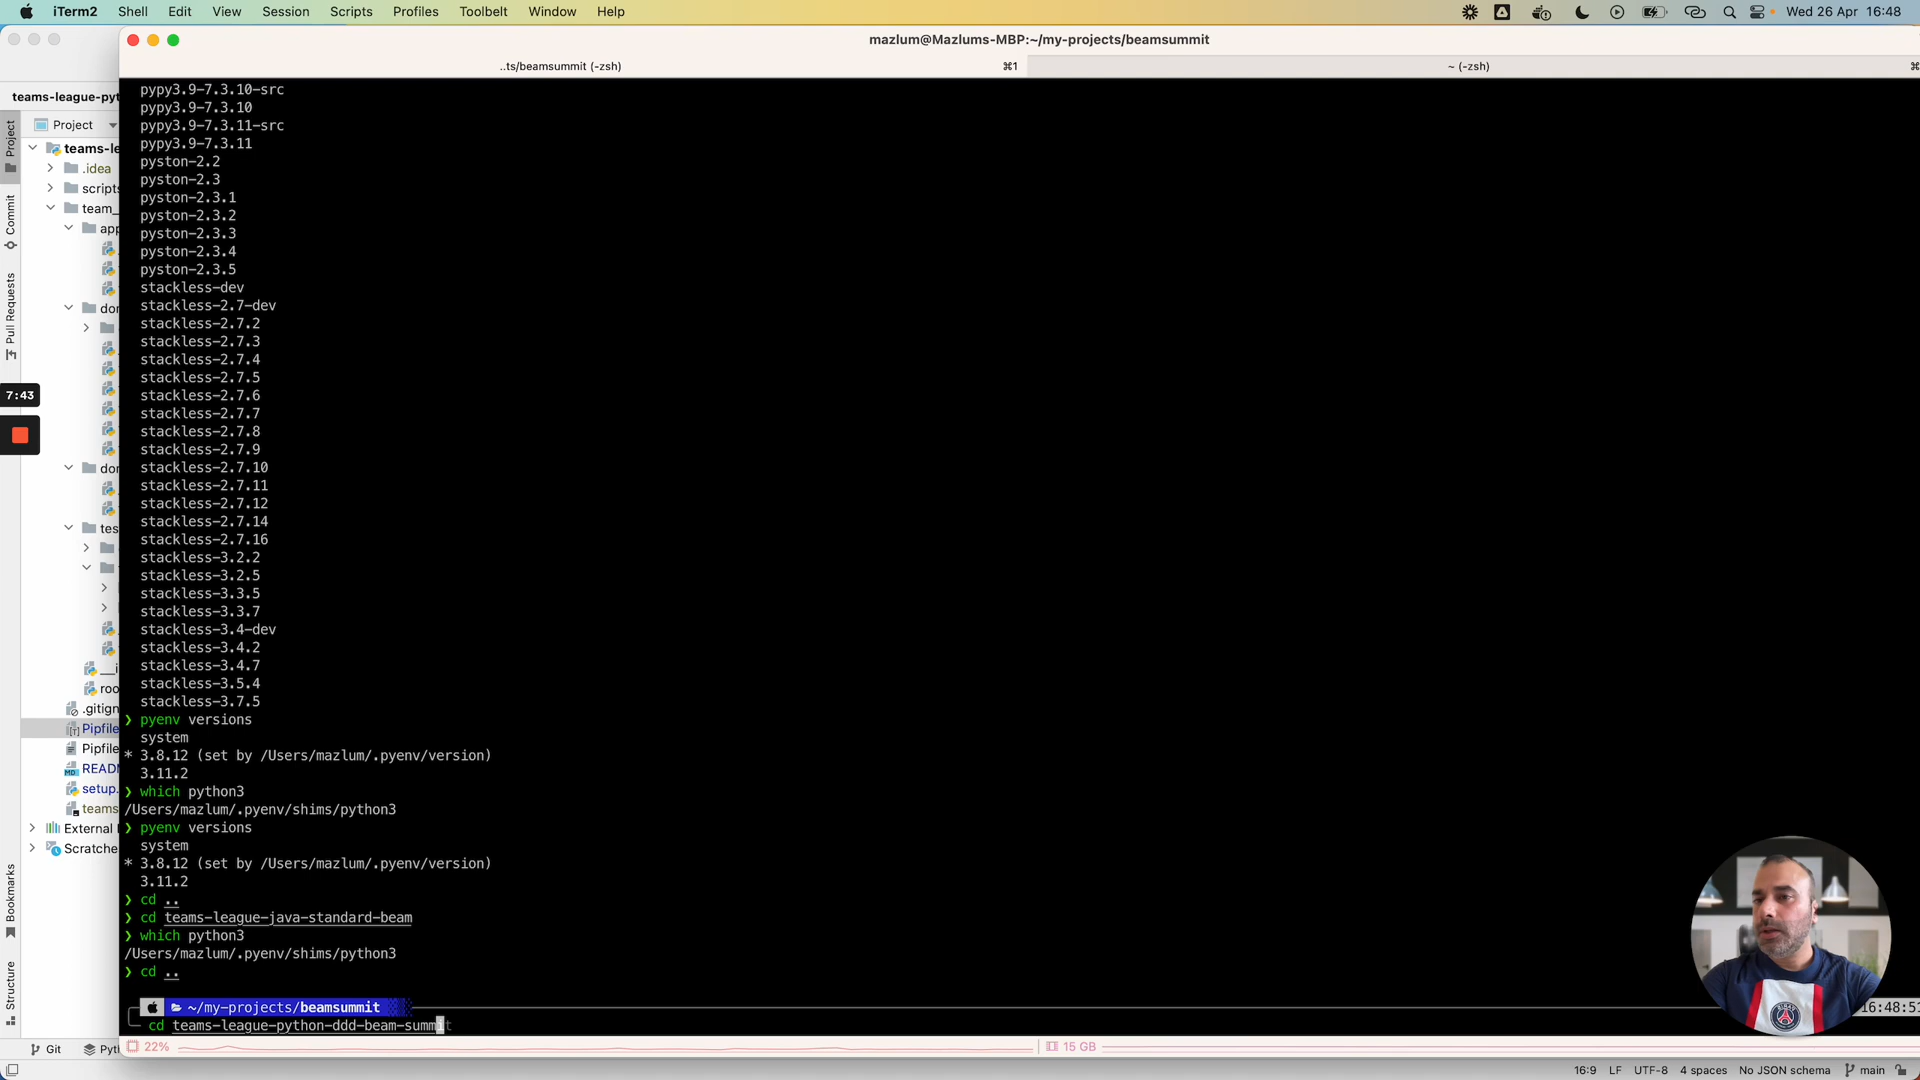 iTerm2 Shell Edit View Session Scripts Profiles Toolbelt Window Help Wed 26 Apr 16:48
mazlum@Mazlums-MBP:~/my-projects/beamsummit
..ts/beamsummit (-zsh) ⌘1 ~ (-zsh) ⌘
teams-league-pyt
Project
Project
Commit
Pull Requests
Bookmarks
Structure
7:43
teams-le
.idea
scripts
team_
app
don
don
tes
__i
roo
.gitign
Pipfile
Pipfile
READM
setup.
teams
External
Scratche
pypy3.9-7.3.10-src
pypy3.9-7.3.10
pypy3.9-7.3.11-src
pypy3.9-7.3.11
pyston-2.2
pyston-2.3
pyston-2.3.1
pyston-2.3.2
pyston-2.3.3
pyston-2.3.4
pyston-2.3.5
stackless-dev
stackless-2.7-dev
stackless-2.7.2
stackless-2.7.3
stackless-2.7.4
stackless-2.7.5
stackless-2.7.6
stackless-2.7.7
stackless-2.7.8
stackless-2.7.9
stackless-2.7.10
stackless-2.7.11
stackless-2.7.12
stackless-2.7.14
stackless-2.7.16
stackless-3.2.2
stackless-3.2.5
stackless-3.3.5
stackless-3.3.7
stackless-3.4-dev
stackless-3.4.2
stackless-3.4.7
stackless-3.5.4
stackless-3.7.5
❯ pyenv versions
system
* 3.8.12 (set by /Users/mazlum/.pyenv/version)
3.11.2
❯ which python3
/Users/mazlum/.pyenv/shims/python3
❯ pyenv versions
system
* 3.8.12 (set by /Users/mazlum/.pyenv/version)
3.11.2
❯ cd ..
❯ cd teams-league-java-standard-beam
❯ which python3
/Users/mazlum/.pyenv/shims/python3
❯ cd ..
~/my-projects/beamsummit 16:48:51
cd teams-league-python-ddd-beam-summit
22% 15 GB
Git Pyth
16:9 LF UTF-8 4 spaces No JSON schema main